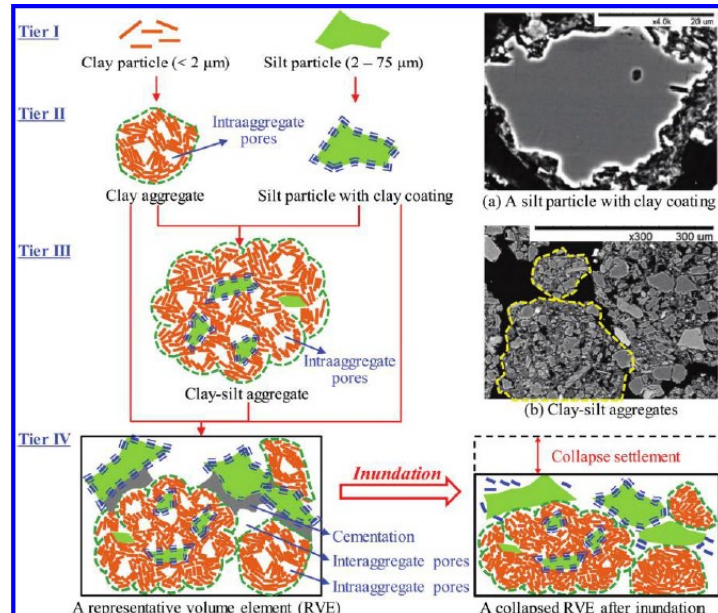 Tier I
Clay particle (< 2 μm)
Silt particle (2 – 75 μm)
Tier II
Intraaggregate
pores
Clay aggregate
Silt particle with clay coating
Tier III
Intraaggregate
pores
Clay-silt aggregate
Tier IV
Inundation
Cementation
Interaggregate pores
Intraaggregate pores
A representative volume element (RVE)
x4.0k 20 um
(a) A silt particle with clay coating
x300 300 um
(b) Clay-silt aggregates
Collapse settlement
A collapsed RVE after inundation